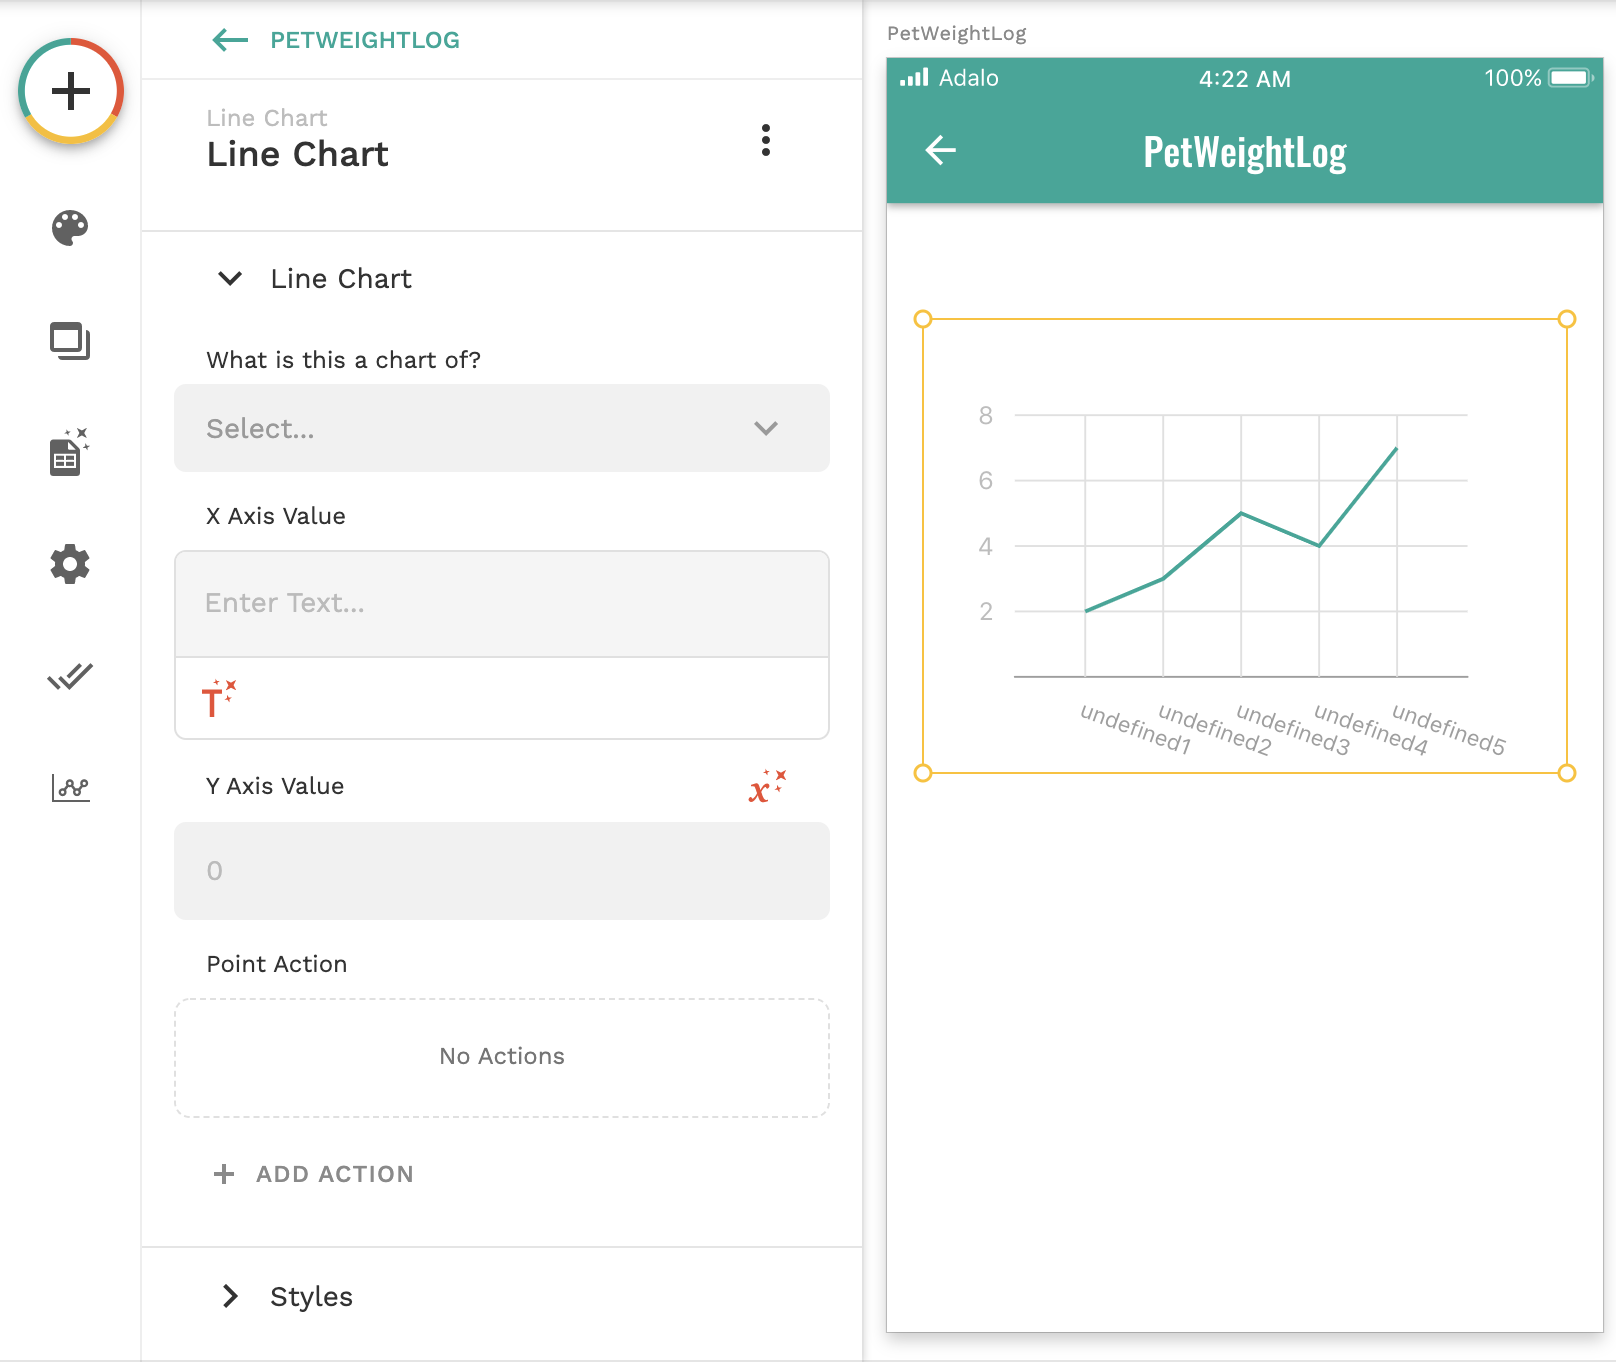 PETWEIGHTLOG
Line Chart
Line Chart
Line Chart
What is this a chart of?
Select...
X Axis Value
Enter Text...
T
Y Axis Value
x
0
Point Action
No Actions
ADD ACTION
Styles
PetWeightLog
Adalo
4:22 AM
100%
PetWeightLog
8
6
4
2
undefined1
undefined2
undefined3
undefined4
undefined5